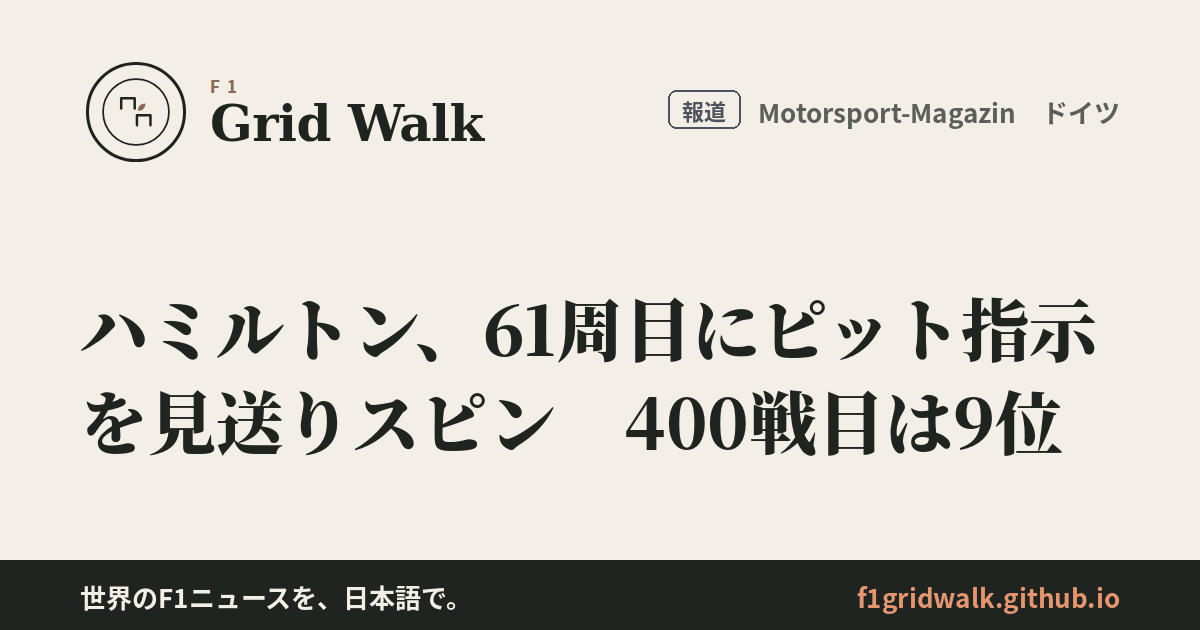 F1
Grid Walk
報道 Motorsport-Magazin ドイツ
ハミルトン、61周目にピット指示
を見送りスピン　400戦目は9位
世界のF1ニュースを、日本語で。
f1gridwalk.github.io